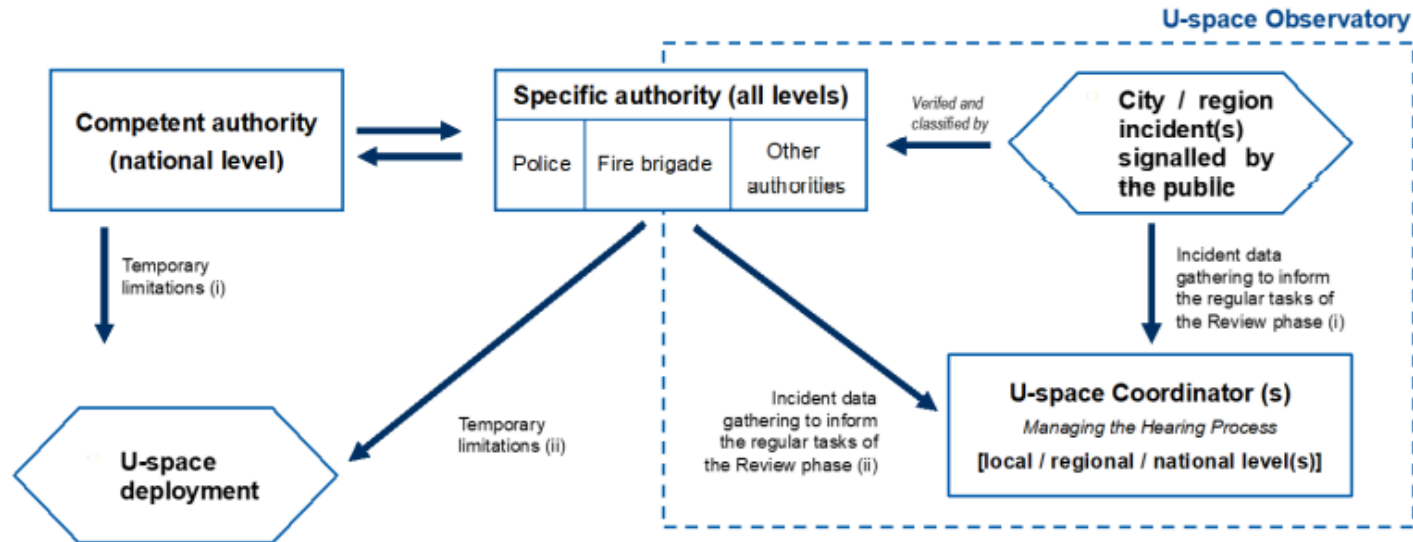 U-space Observatory
Competent authority
(national level)
Specific authority (all levels)
Police
Fire brigade
Other
authorities
Verifed and
classified by
City / region
incident(s)
signalled by
the public
Temporary
limitations (i)
Incident data
gathering to inform
the regular tasks of
the Review phase (i)
U-space
deployment
Temporary
limitations (ii)
Incident data
gathering to inform
the regular tasks of
the Review phase (ii)
U-space Coordinator (s)
Managing the Hearing Process
[local / regional / national level(s)]